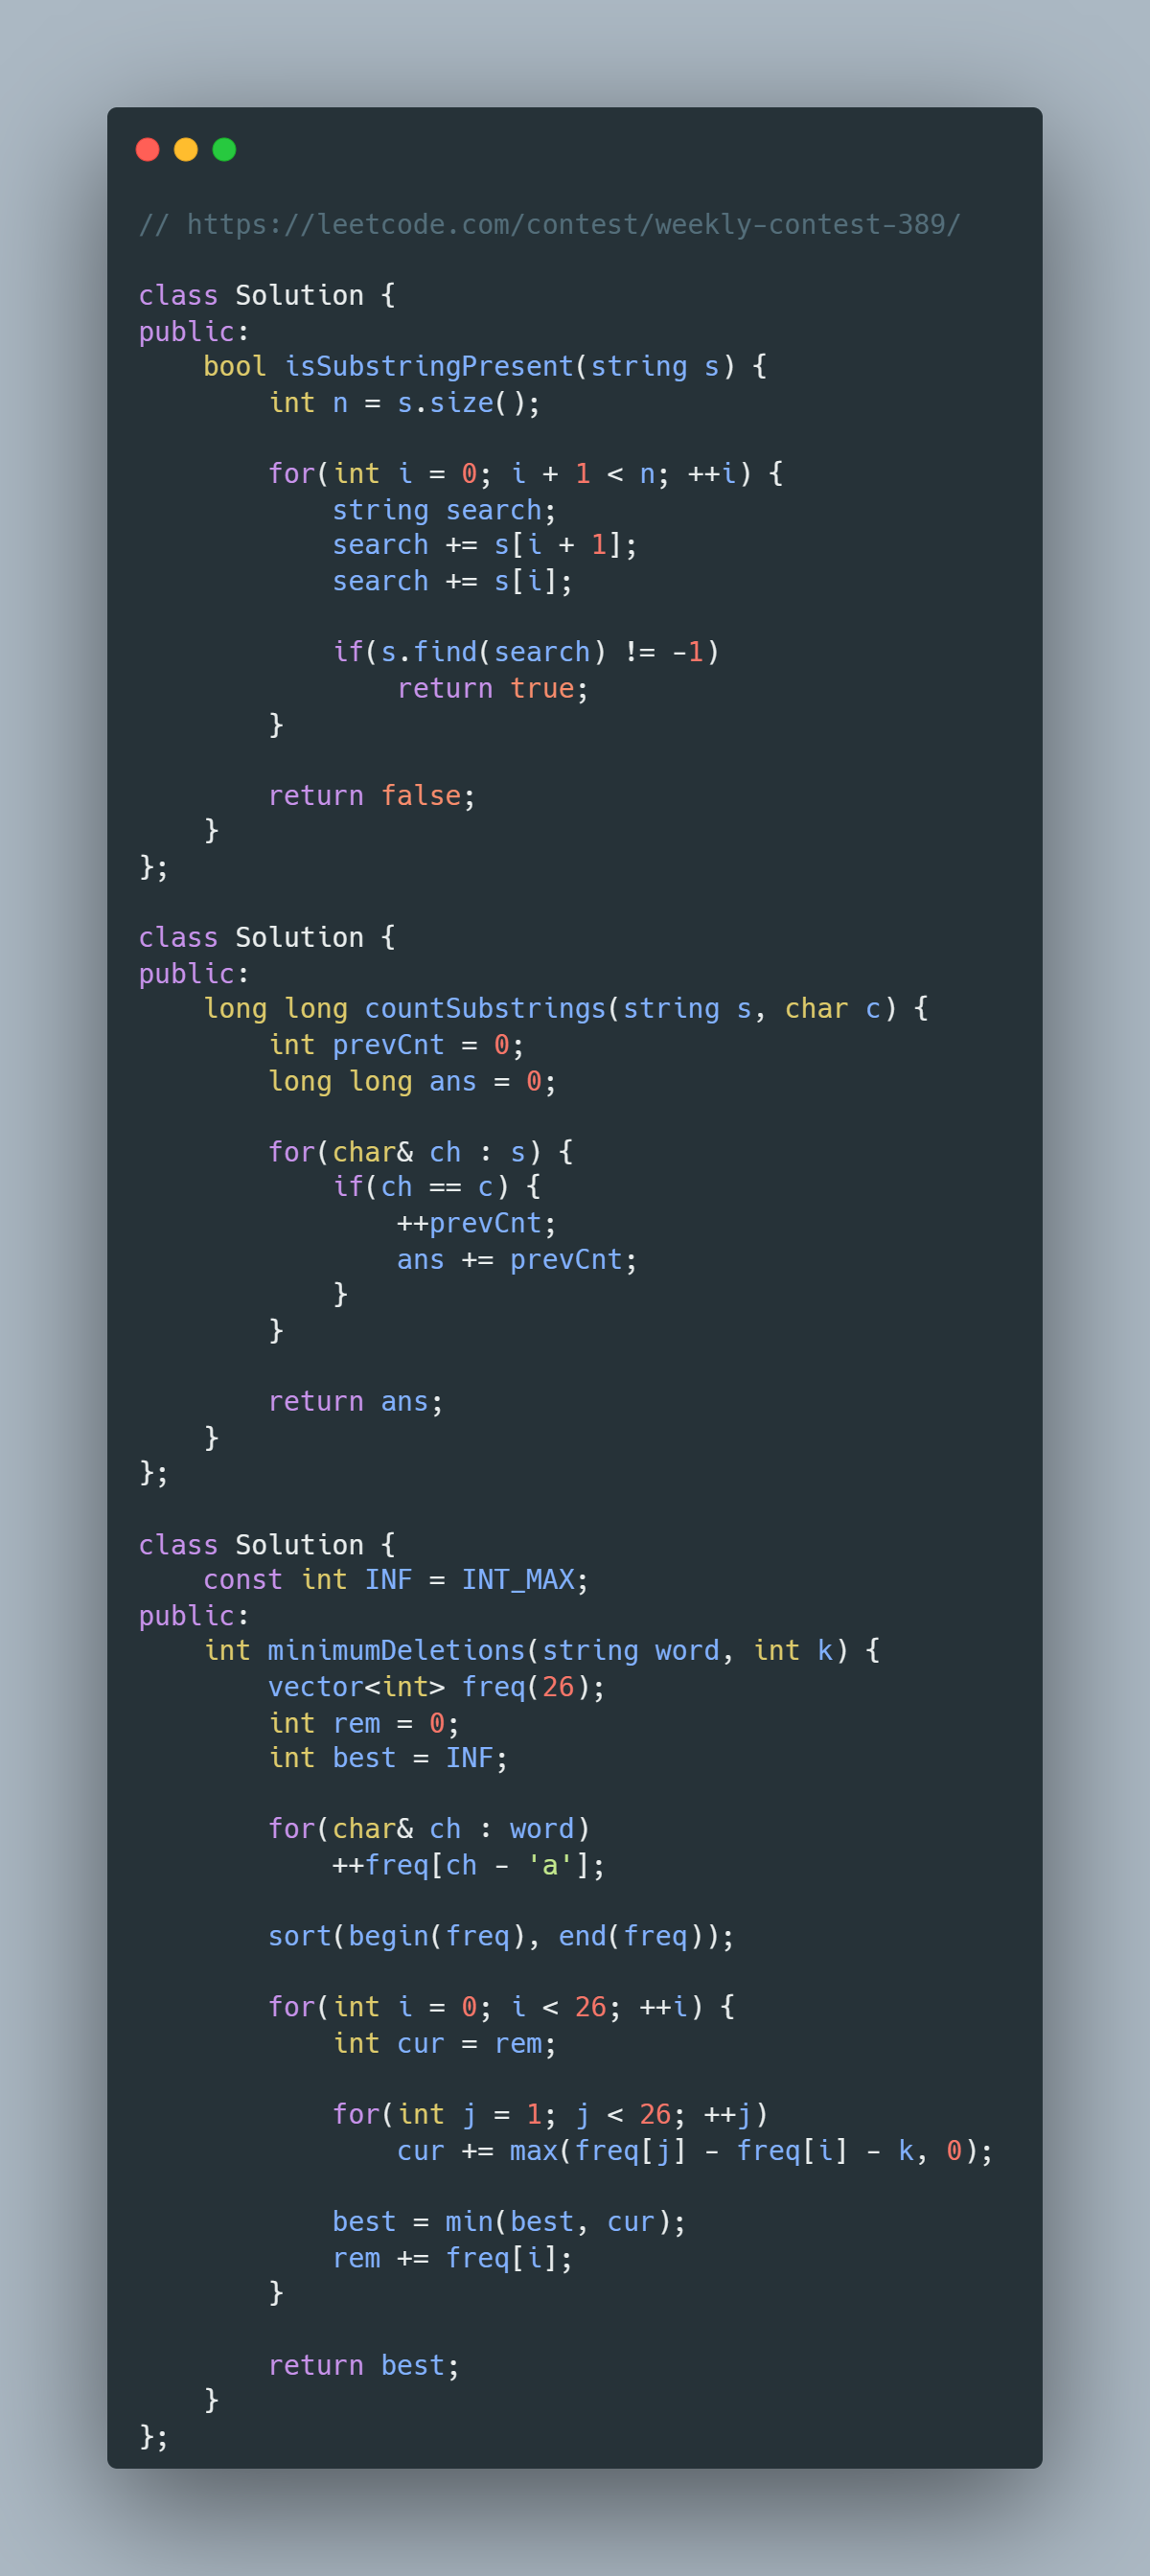 // https://leetcode.com/contest/weekly-contest-389/

class Solution {
public:
    bool isSubstringPresent(string s) {
        int n = s.size();

        for(int i = 0; i + 1 < n; ++i) {
            string search;
            search += s[i + 1];
            search += s[i];

            if(s.find(search) != -1)
                return true;
        }

        return false;
    }
};

class Solution {
public:
    long long countSubstrings(string s, char c) {
        int prevCnt = 0;
        long long ans = 0;

        for(char& ch : s) {
            if(ch == c) {
                ++prevCnt;
                ans += prevCnt;
            }
        }

        return ans;
    }
};

class Solution {
    const int INF = INT_MAX;
public:
    int minimumDeletions(string word, int k) {
        vector<int> freq(26);
        int rem = 0;
        int best = INF;

        for(char& ch : word)
            ++freq[ch - 'a'];

        sort(begin(freq), end(freq));

        for(int i = 0; i < 26; ++i) {
            int cur = rem;

            for(int j = 1; j < 26; ++j)
                cur += max(freq[j] - freq[i] - k, 0);

            best = min(best, cur);
            rem += freq[i];
        }

        return best;
    }
};